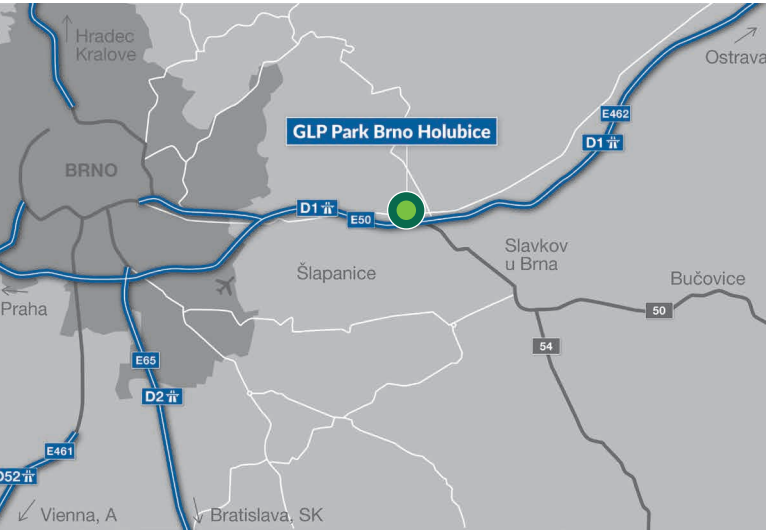 Hradec
Kralove
Ostrava
E462
GLP Park Brno Holubice
D1
BRNO
D1
E50
Slavkov
u Brna
Šlapanice
Bučovice
Praha
50
54
E65
D2
E461
D52
Vienna, A
Bratislava, SK